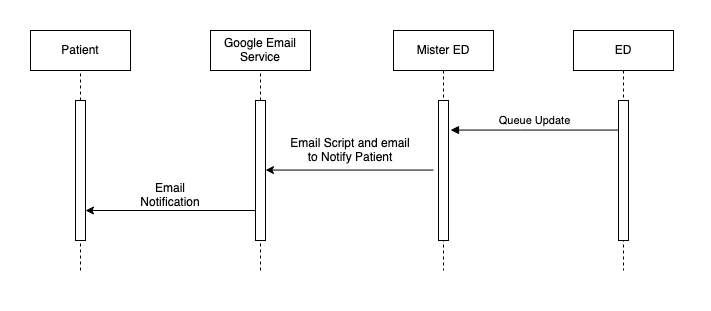 Patient
Google Email
Service
Mister ED
ED
Queue Update
Email Script and email
to Notify Patient
Email
Notification